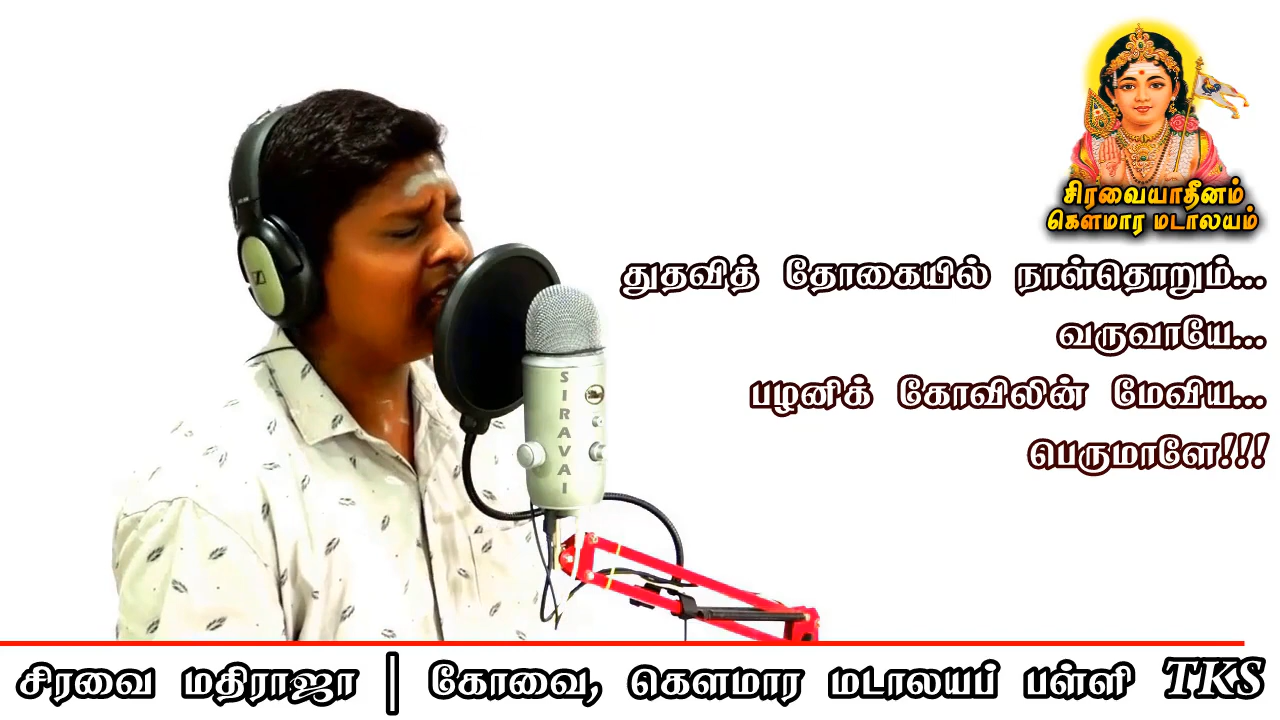 சிரவையாதீனம்
கௌமார மடாலயம்
துதவித் தோகையில் நாள்தொறும்...
வருவாயே...
பழனிக் கோவிலின் மேவிய...
பெருமாளே!!!
SIRAVAI
சிரவை மதிராஜா | கோவை, கௌமார மடாலயப் பள்ளி TKS